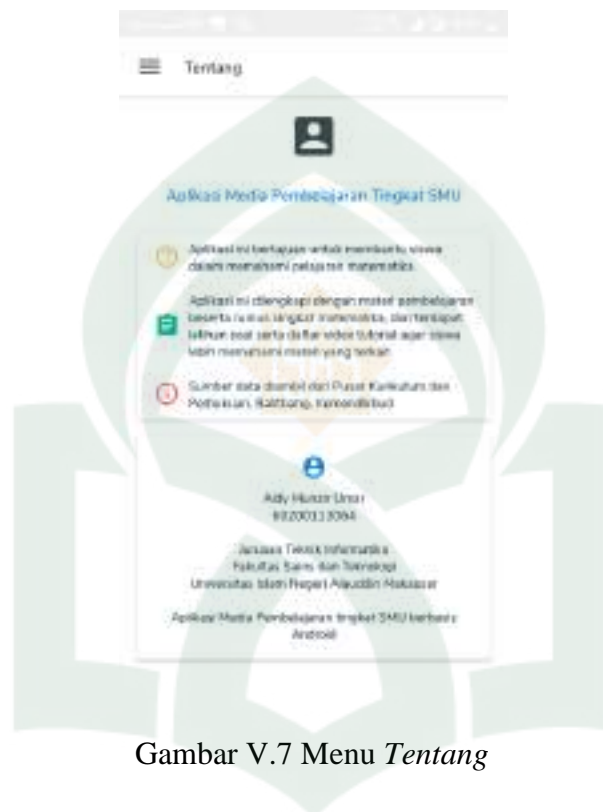 Tentang
Aplikasi Media Pembelajaran Tingkat SMU
Aplikasi ini bertujuan untuk membantu siswa
dalam memahami pelajaran matematika
Aplikasi ini dilengkapi dengan materi pembelajaran
beserta rumus singkat matematika, dan terdapat
latihan soal serta daftar video tutorial agar siswa
lebih memahami materi yang terkait
Sumber data diambil dari Pusat Kurikulum dan
Perbukuan, Balitbang, Kemendikbud
Umar
60200113064
Jurusan Teknik Informatika
Fakultas Sains dan Teknologi
Universitas Islam Negeri Alauddin Makassar
Aplikasi Media Pembelajaran tingkat SMU berbasis
Android
Gambar V.7 Menu Tentang